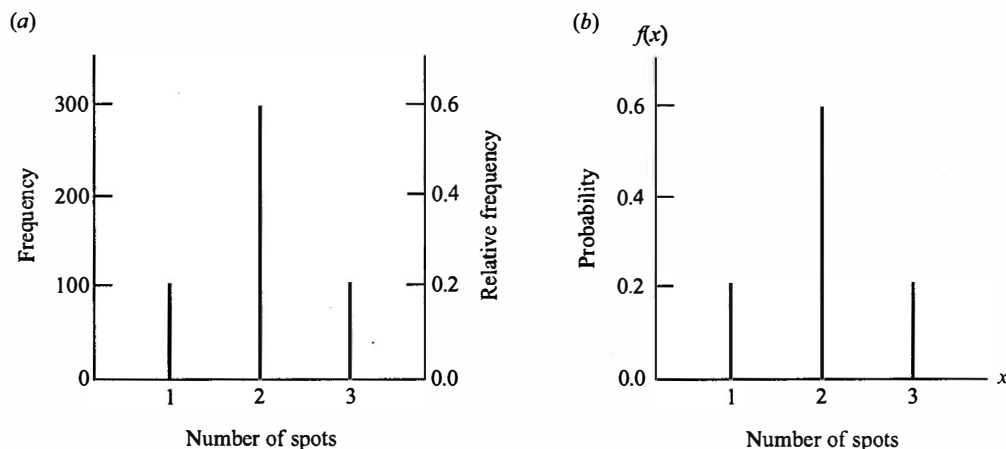 (a)
300
200
100
0
Frequency
1 2 3
Number of spots
0.6
0.4
0.2
0.0
Relative frequency
(b)
f(x)
0.6
0.4
0.2
0.0
Probability
1 2 3
x
Number of spots